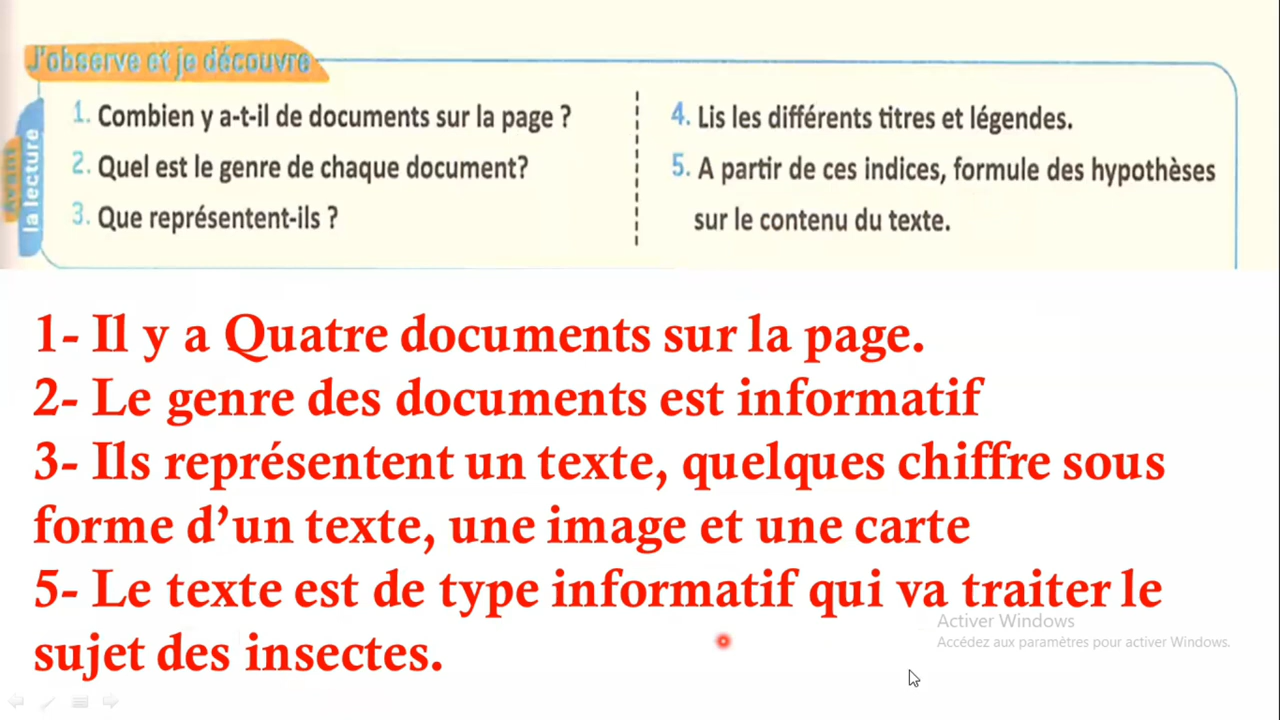 J'observe et je découvre
Avant
la lecture
1. Combien y a-t-il de documents sur la page ?
2. Quel est le genre de chaque document?
3. Que représentent-ils ?
4. Lis les différents titres et légendes.
5. A partir de ces indices, formule des hypothèses
sur le contenu du texte.
1- Il y a Quatre documents sur la page.
2- Le genre des documents est informatif
3- Ils représentent un texte, quelques chiffre sous
forme d'un texte, une image et une carte
5- Le texte est de type informatif qui va traiter le
sujet des insectes.
Activer Windows
Accédez aux paramètres pour activer Windows.